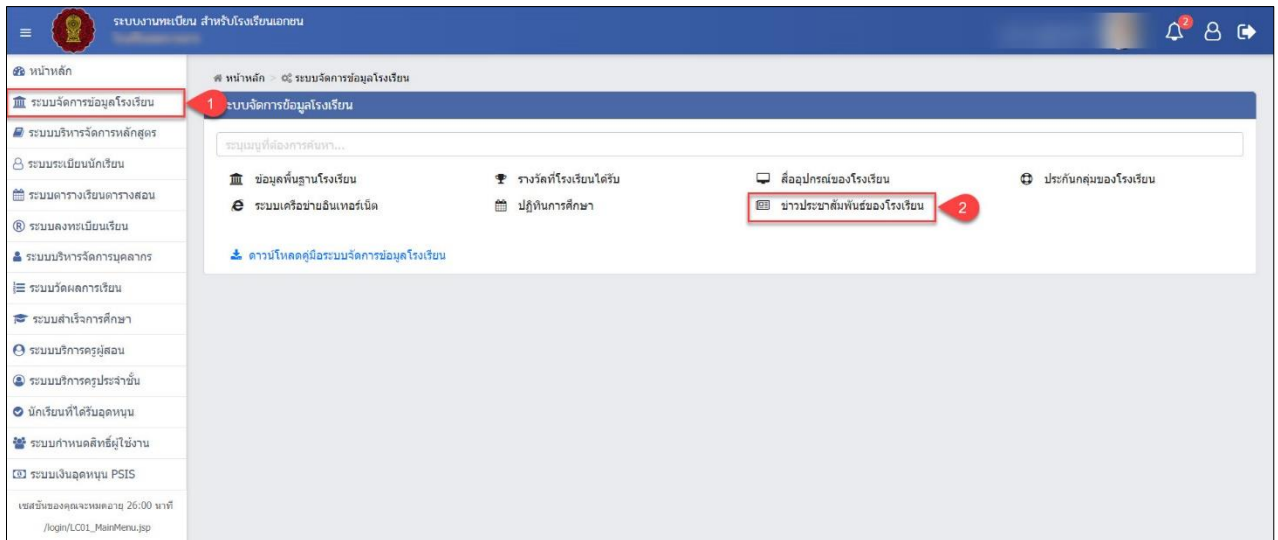 ระบบงานทะเบียน สำหรับโรงเรียนเอกชน
2
หน้าหลัก
ระบบจัดการข้อมูลโรงเรียน
1
ระบบบริหารจัดการหลักสูตร
ระบบระเบียนนักเรียน
ระบบตารางเรียนตารางสอน
ระบบลงทะเบียนเรียน
ระบบบริหารจัดการบุคลากร
ระบบวัดผลการเรียน
ระบบสำเร็จการศึกษา
ระบบบริการครูผู้สอน
ระบบบริการครูประจำชั้น
นักเรียนที่ได้รับอุดหนุน
ระบบกำหนดสิทธิ์ผู้ใช้งาน
ระบบเงินอุดหนุน PSIS
เซสชันของคุณจะหมดอายุ 26:00 นาที
/login/LC01_MainMenu.jsp
หน้าหลัก > ระบบจัดการข้อมูลโรงเรียน
ระบบจัดการข้อมูลโรงเรียน
ระบุเมนูที่ต้องการค้นหา...
ข้อมูลพื้นฐานโรงเรียน รางวัลที่โรงเรียนได้รับ สื่ออุปกรณ์ของโรงเรียน ประกันกลุ่มของโรงเรียน
ระบบเครือข่ายอินเทอร์เน็ต ปฏิทินการศึกษา ข่าวประชาสัมพันธ์ของโรงเรียน 2
ดาวน์โหลดคู่มือระบบจัดการข้อมูลโรงเรียน